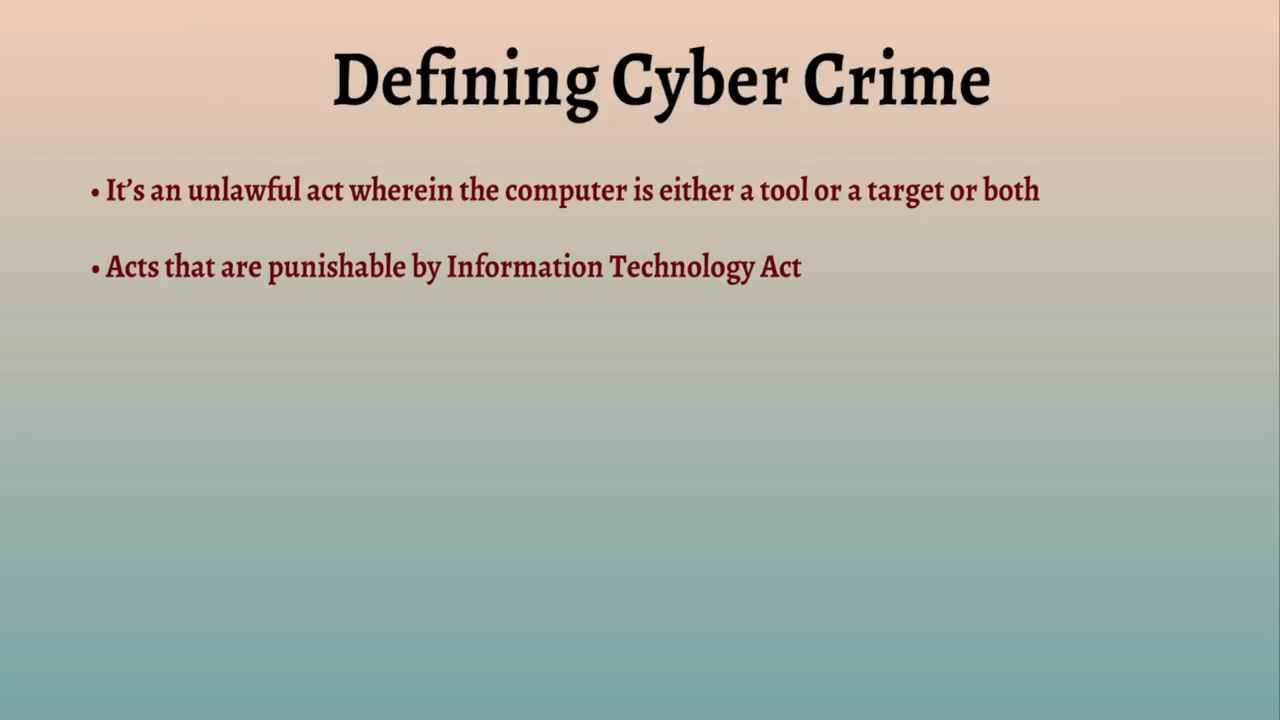 Defining Cyber Crime
• It’s an unlawful act wherein the computer is either a tool or a target or both
• Acts that are punishable by Information Technology Act